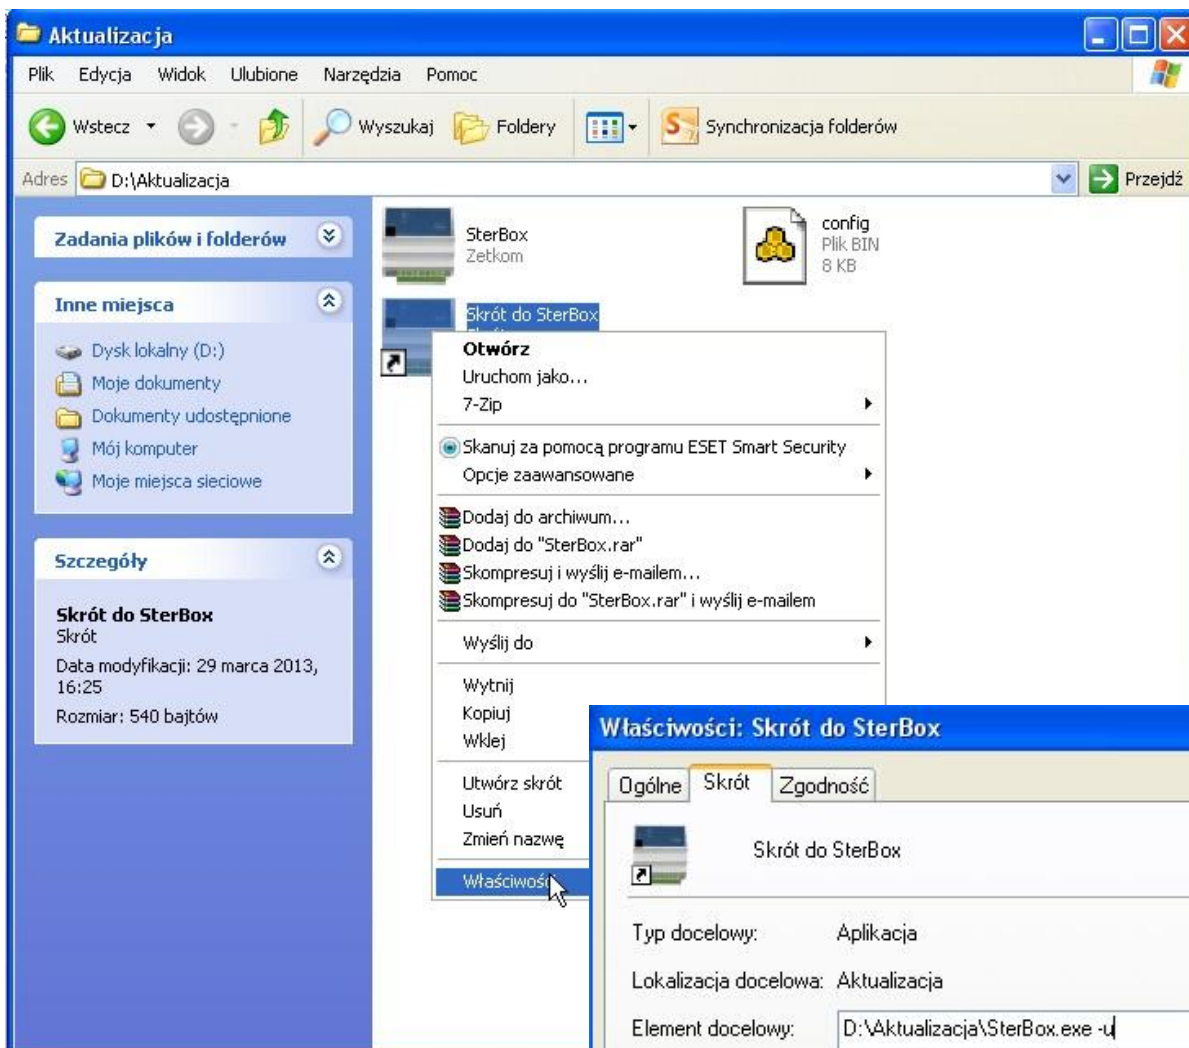 Aktualizacja
Plik Edycja Widok Ulubione Narzędzia Pomoc
Wstecz Wyszukaj Foldery Synchronizacja folderów
Adres D:\Aktualizacja Przejdź
Zadania plików i folderów
Inne miejsca
Dysk lokalny (D:)
Moje dokumenty
Dokumenty udostępnione
Mój komputer
Moje miejsca sieciowe
Szczegóły
Skrót do SterBox
Skrót
Data modyfikacji: 29 marca 2013,
16:25
Rozmiar: 540 bajtów
SterBox
Zetkom
config
Plik BIN
8 KB
Skrót do SterBox
Otwórz
Uruchom jako...
7-Zip
Skanuj za pomocą programu ESET Smart Security
Opcje zaawansowane
Dodaj do archiwum...
Dodaj do "SterBox.rar"
Skompresuj i wyślij e-mailem...
Skompresuj do "SterBox.rar" i wyślij e-mailem
Wyślij do
Wytnij
Kopiuj
Wklej
Utwórz skrót
Usuń
Zmień nazwę
Właściwości: Skrót do SterBox
Ogólne Skrót Zgodność
Skrót do SterBox
Typ docelowy: Aplikacja
Lokalizacja docelowa: Aktualizacja
Element docelowy: D:\Aktualizacja\SterBox.exe -u